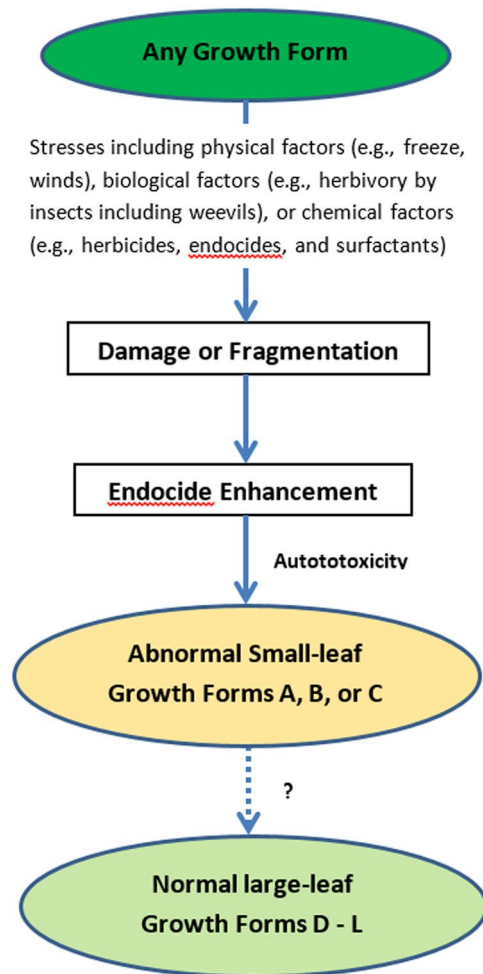 Any Growth Form
Stresses including physical factors (e.g., freeze,
winds), biological factors (e.g., herbivory by
insects including weevils), or chemical factors
(e.g., herbicides, endocides, and surfactants)
Damage or Fragmentation
Endocide Enhancement
Autototoxicity
Abnormal Small-leaf
Growth Forms A, B, or C
?
Normal large-leaf
Growth Forms D - L